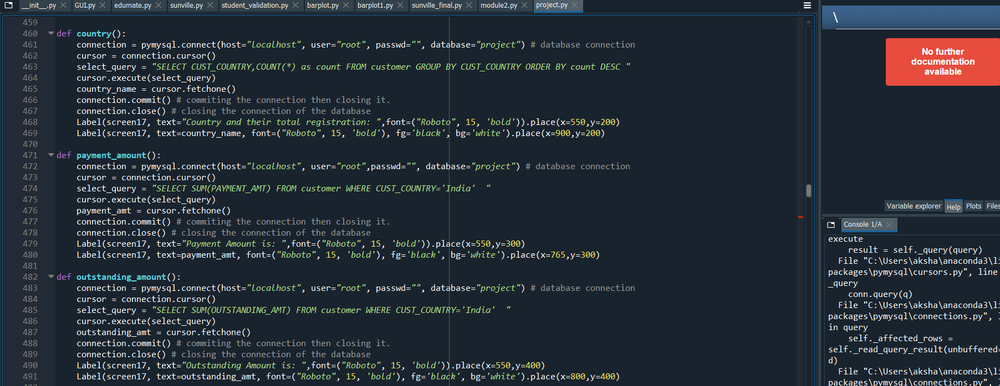 __init__.py GUI.py edumate.py sunville.py student_validation.py barplot.py barplot1.py sunville_final.py module2.py project.py
459
460 def country():
461 connection = pymysql.connect(host="localhost", user="root", passwd="", database="project") # database connection
462 cursor = connection.cursor()
463 select_query = "SELECT CUST_COUNTRY,COUNT(*) as count FROM customer GROUP BY CUST_COUNTRY ORDER BY count DESC "
464 cursor.execute(select_query)
465 country_name = cursor.fetchone()
466 connection.commit() # commiting the connection then closing it.
467 connection.close() # closing the connection of the database
468 Label(screen17, text="Country and their total registration: ",font=("Roboto", 15, 'bold')).place(x=550,y=200)
469 Label(screen17, text=country_name, font=("Roboto", 15, 'bold'), fg='black', bg='white').place(x=900,y=200)
470
471 def payment_amount():
472 connection = pymysql.connect(host="localhost", user="root",passwd="", database="project") # database connection
473 cursor = connection.cursor()
474 select_query = "SELECT SUM(PAYMENT_AMT) FROM customer WHERE CUST_COUNTRY='India'  "
475 cursor.execute(select_query)
476 payment_amt = cursor.fetchone()
477 connection.commit() # commiting the connection then closing it.
478 connection.close() # closing the connection of the database
479 Label(screen17, text="Payment Amount is: ",font=("Roboto", 15, 'bold')).place(x=550,y=300)
480 Label(screen17, text=payment_amt, font=("Roboto", 15, 'bold'), fg='black', bg='white').place(x=765,y=300)
481
482 def outstanding_amount():
483 connection = pymysql.connect(host="localhost", user="root", passwd="", database="project") # database connection
484 cursor = connection.cursor()
485 select_query = "SELECT SUM(OUTSTANDING_AMT) FROM customer WHERE CUST_COUNTRY='India'  "
486 cursor.execute(select_query)
487 outstanding_amt = cursor.fetchone()
488 connection.commit() # commiting the connection then closing it.
489 connection.close() # closing the connection of the database
490 Label(screen17, text="Outstanding Amount is: ",font=("Roboto", 15, 'bold')).place(x=550,y=400)
491 Label(screen17, text=outstanding_amt, font=("Roboto", 15, 'bold'), fg='black', bg='white').place(x=800,y=400)
\
No further
documentation
available
Variable explorer Help Plots Files
Console 1/A
execute
result = self._query(query)
File "C:\Users\aksha\anaconda3\li
packages\pymysql\cursors.py", line
_query
conn.query(q)
File "C:\Users\aksha\anaconda3\li
packages\pymysql\connections.py", l
in query
self._affected_rows =
self._read_query_result(unbuffered=
d)
File "C:\Users\aksha\anaconda3\li
packages\pymysql\connections.py", l